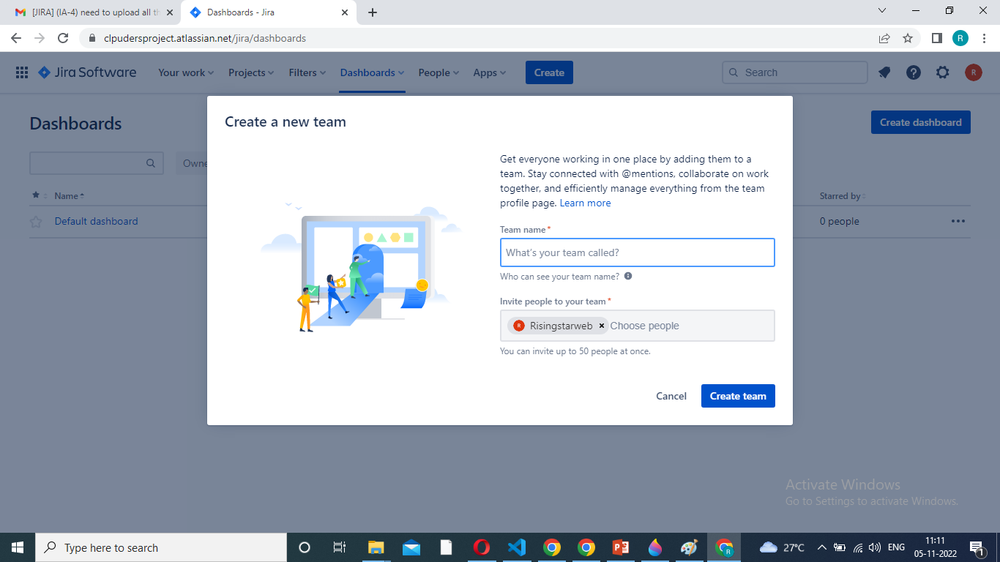 [JIRA] (IA-4) need to upload all th
Dashboards - Jira
clpudersproject.atlassian.net/jira/dashboards
R
Jira Software
Your work
Projects
Filters
Dashboards
People
Apps
Create
Search
R
Dashboards
Create dashboard
Owne
Name
Starred by
Default dashboard
0 people
Create a new team
Get everyone working in one place by adding them to a
team. Stay connected with @mentions, collaborate on work
together, and efficiently manage everything from the team
profile page. Learn more
Team name*
What's your team called?
Who can see your team name?
Invite people to your team*
R Risingstarweb × Choose people
You can invite up to 50 people at once.
Cancel
Create team
Activate Windows
Go to Settings to activate Windows.
Type here to search
R
27°C
ENG
11:11
05-11-2022
1